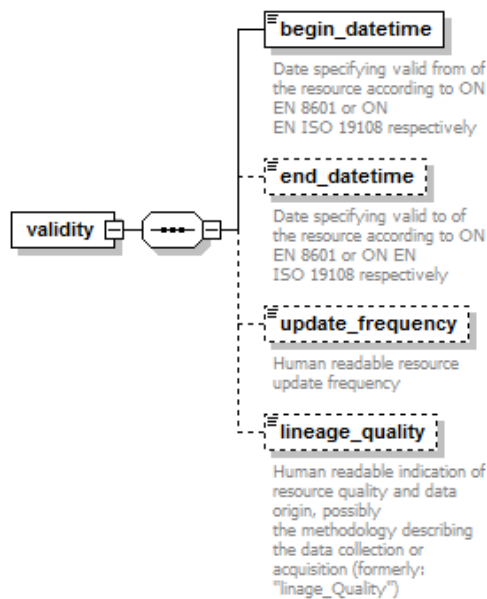 begin_datetime
Date specifying valid from of
the resource according to ON
EN 8601 or ON
EN ISO 19108 respectively
end_datetime
Date specifying valid to of
the resource according to ON
EN 8601 or ON EN
ISO 19108 respectively
validity
update_frequency
Human readable resource
update frequency
lineage_quality
Human readable indication of
resource quality and data
origin, possibly
the methodology describing
the data collection or
acquisition (formerly:
"linage_Quality")